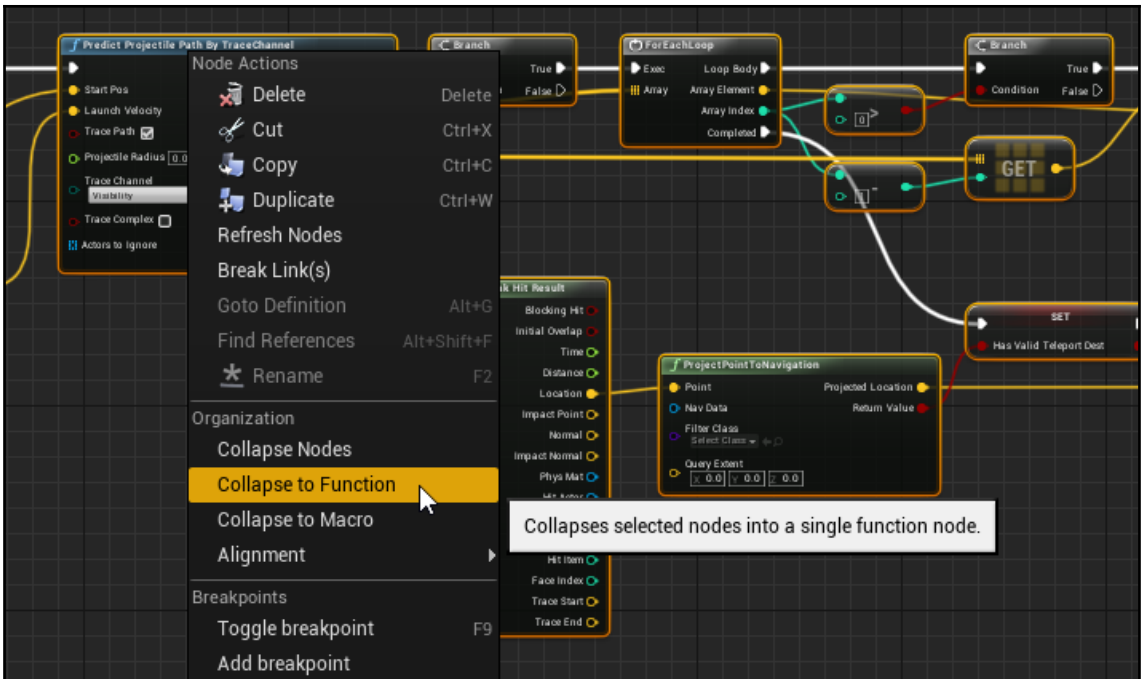 Predict Projectile Path By TraceChannel
Start Pos
Launch Velocity
Trace Path
Projectile Radius 0.0
Trace Channel
Visibility
Trace Complex
Actors to Ignore
Node Actions
Delete Delete
Cut Ctrl+X
Copy Ctrl+C
Duplicate Ctrl+W
Refresh Nodes
Break Link(s)
Goto Definition Alt+G
Find References Alt+Shift+F
Rename F2
Organization
Collapse Nodes
Collapse to Function
Collapse to Macro
Alignment
Breakpoints
Toggle breakpoint F9
Add breakpoint
Collapses selected nodes into a single function node.
Branch
True
False
ForEachLoop
Exec Loop Body
Array Array Element
Array Index
Completed
0 >
1 -
GET
Branch
True
Condition False
SET
Has Valid Teleport Dest
Hit Result
Blocking Hit
Initial Overlap
Time
Distance
Location
Impact Point
Normal
Impact Normal
Phys Mat
Hit Actor
Hit Item
Face Index
Trace Start
Trace End
ProjectPointToNavigation
Point Projected Location
Nav Data Return Value
Filter Class
Select Class
Query Extent
X 0.0 Y 0.0 Z 0.0